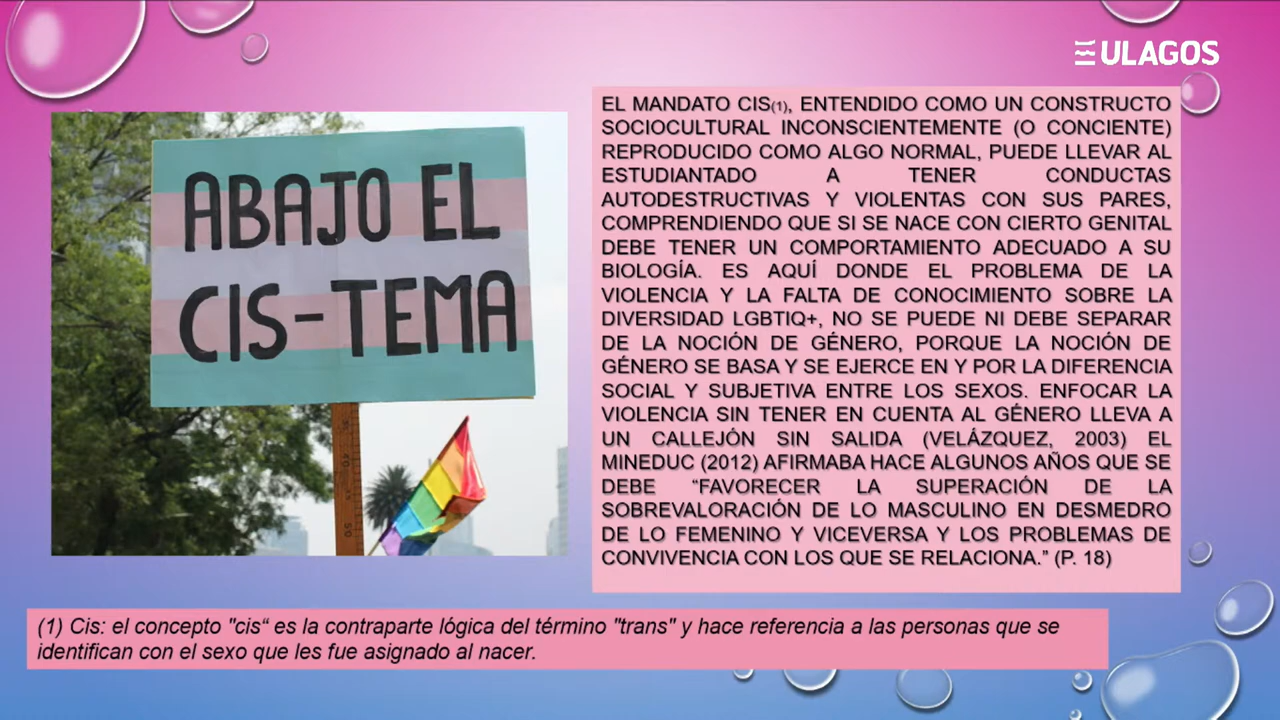 ULAGOS
ABAJO EL
CIS-TEMA
EL MANDATO CIS(1), ENTENDIDO COMO UN CONSTRUCTO
SOCIOCULTURAL INCONSCIENTEMENTE (O CONCIENTE)
REPRODUCIDO COMO ALGO NORMAL, PUEDE LLEVAR AL
ESTUDIANTADO A TENER CONDUCTAS
AUTODESTRUCTIVAS Y VIOLENTAS CON SUS PARES,
COMPRENDIENDO QUE SI SE NACE CON CIERTO GENITAL
DEBE TENER UN COMPORTAMIENTO ADECUADO A SU
BIOLOGÍA. ES AQUÍ DONDE EL PROBLEMA DE LA
VIOLENCIA Y LA FALTA DE CONOCIMIENTO SOBRE LA
DIVERSIDAD LGBTIQ+, NO SE PUEDE NI DEBE SEPARAR
DE LA NOCIÓN DE GÉNERO, PORQUE LA NOCIÓN DE
GÉNERO SE BASA Y SE EJERCE EN Y POR LA DIFERENCIA
SOCIAL Y SUBJETIVA ENTRE LOS SEXOS. ENFOCAR LA
VIOLENCIA SIN TENER EN CUENTA AL GÉNERO LLEVA A
UN CALLEJÓN SIN SALIDA (VELÁZQUEZ, 2003) EL
MINEDUC (2012) AFIRMABA HACE ALGUNOS AÑOS QUE SE
DEBE “FAVORECER LA SUPERACIÓN DE LA
SOBREVALORACIÓN DE LO MASCULINO EN DESMEDRO
DE LO FEMENINO Y VICEVERSA Y LOS PROBLEMAS DE
CONVIVENCIA CON LOS QUE SE RELACIONA.” (P. 18)
(1) Cis: el concepto "cis“ es la contraparte lógica del término "trans" y hace referencia a las personas que se
identifican con el sexo que les fue asignado al nacer.